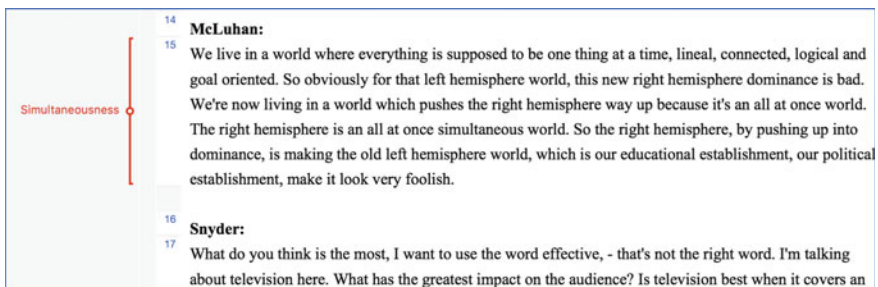 14
McLuhan:
15
We live in a world where everything is supposed to be one thing at a time, lineal, connected, logical and
goal oriented. So obviously for that left hemisphere world, this new right hemisphere dominance is bad.
Simultaneousness
We're now living in a world which pushes the right hemisphere way up because it's an all at once world.
The right hemisphere is an all at once simultaneous world. So the right hemisphere, by pushing up into
dominance, is making the old left hemisphere world, which is our educational establishment, our political
establishment, make it look very foolish.
16
Snyder:
17
What do you think is the most, I want to use the word effective, - that's not the right word. I'm talking
about television here. What has the greatest impact on the audience? Is television best when it covers an